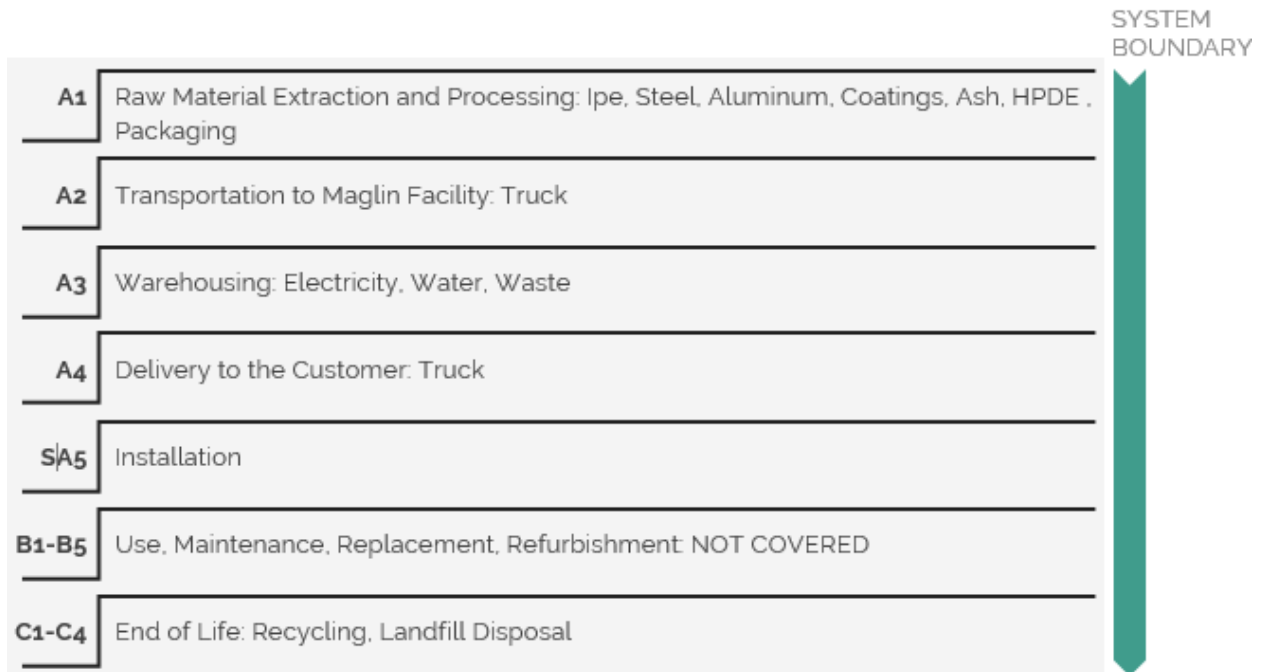 SYSTEM
BOUNDARY
A1 Raw Material Extraction and Processing: Ipe, Steel, Aluminum, Coatings, Ash, HPDE ,
Packaging
A2 Transportation to Maglin Facility: Truck
A3 Warehousing: Electricity, Water, Waste
A4 Delivery to the Customer: Truck
SA5 Installation
B1-B5 Use, Maintenance, Replacement, Refurbishment: NOT COVERED
C1-C4 End of Life: Recycling, Landfill Disposal